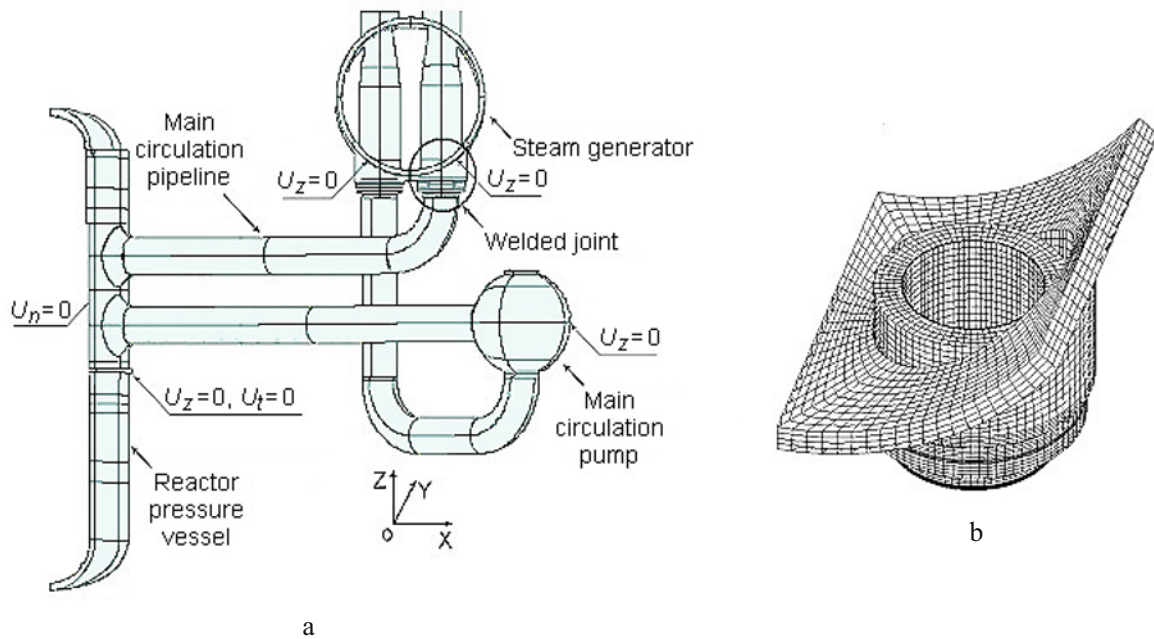 Main
circulation
pipeline
Steam generator
U_z=0
U_z=0
Welded joint
U_n=0
U_z=0
U_z=0, U_t=0
Main
circulation
pump
Reactor
pressure
vessel
Z
Y
O
X
a
b